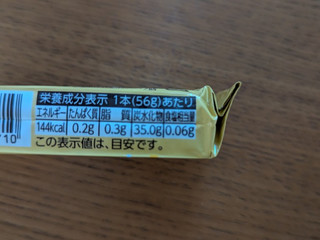 栄養成分表示 1本(56g)あたり
エネルギー たんぱく質 脂質 炭水化物 食塩相当量
144kcal 0.2g 0.3g 35.0g 0.06g
この表示値は、目安です。
710